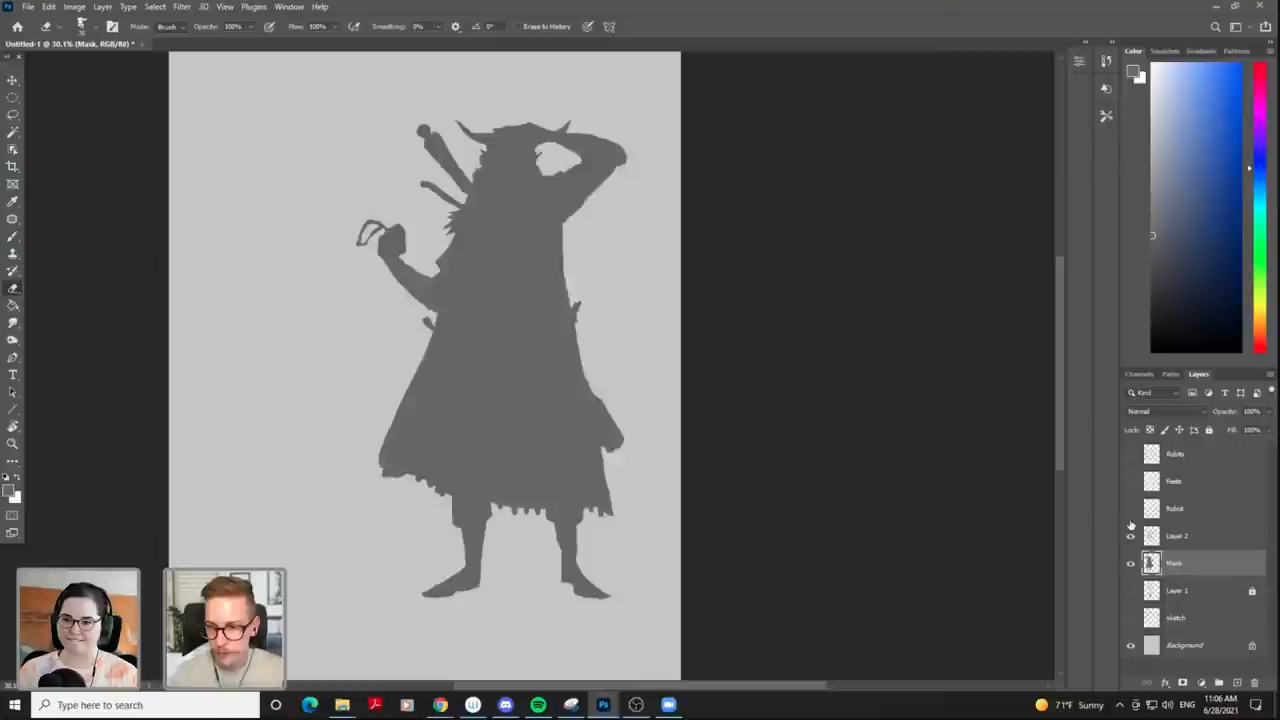 File Edit Image Layer Type Select Filter 3D View Plugins Window Help
Mode: Brush Opacity: 100% Flow: 100% Smoothing: 0% 0° Erase to History
Untitled-1 @ 30.1% (Mask, RGB/8#) *
Color Swatches Gradients Patterns
Channels Paths Layers
Kind
Normal Opacity: 100%
Lock: Fill: 100%
Robits
Feets
Robot
Layer 2
Mask
Layer 1
sketch
Background
Type here to search
71°F Sunny
ENG
11:06 AM
6/28/2021